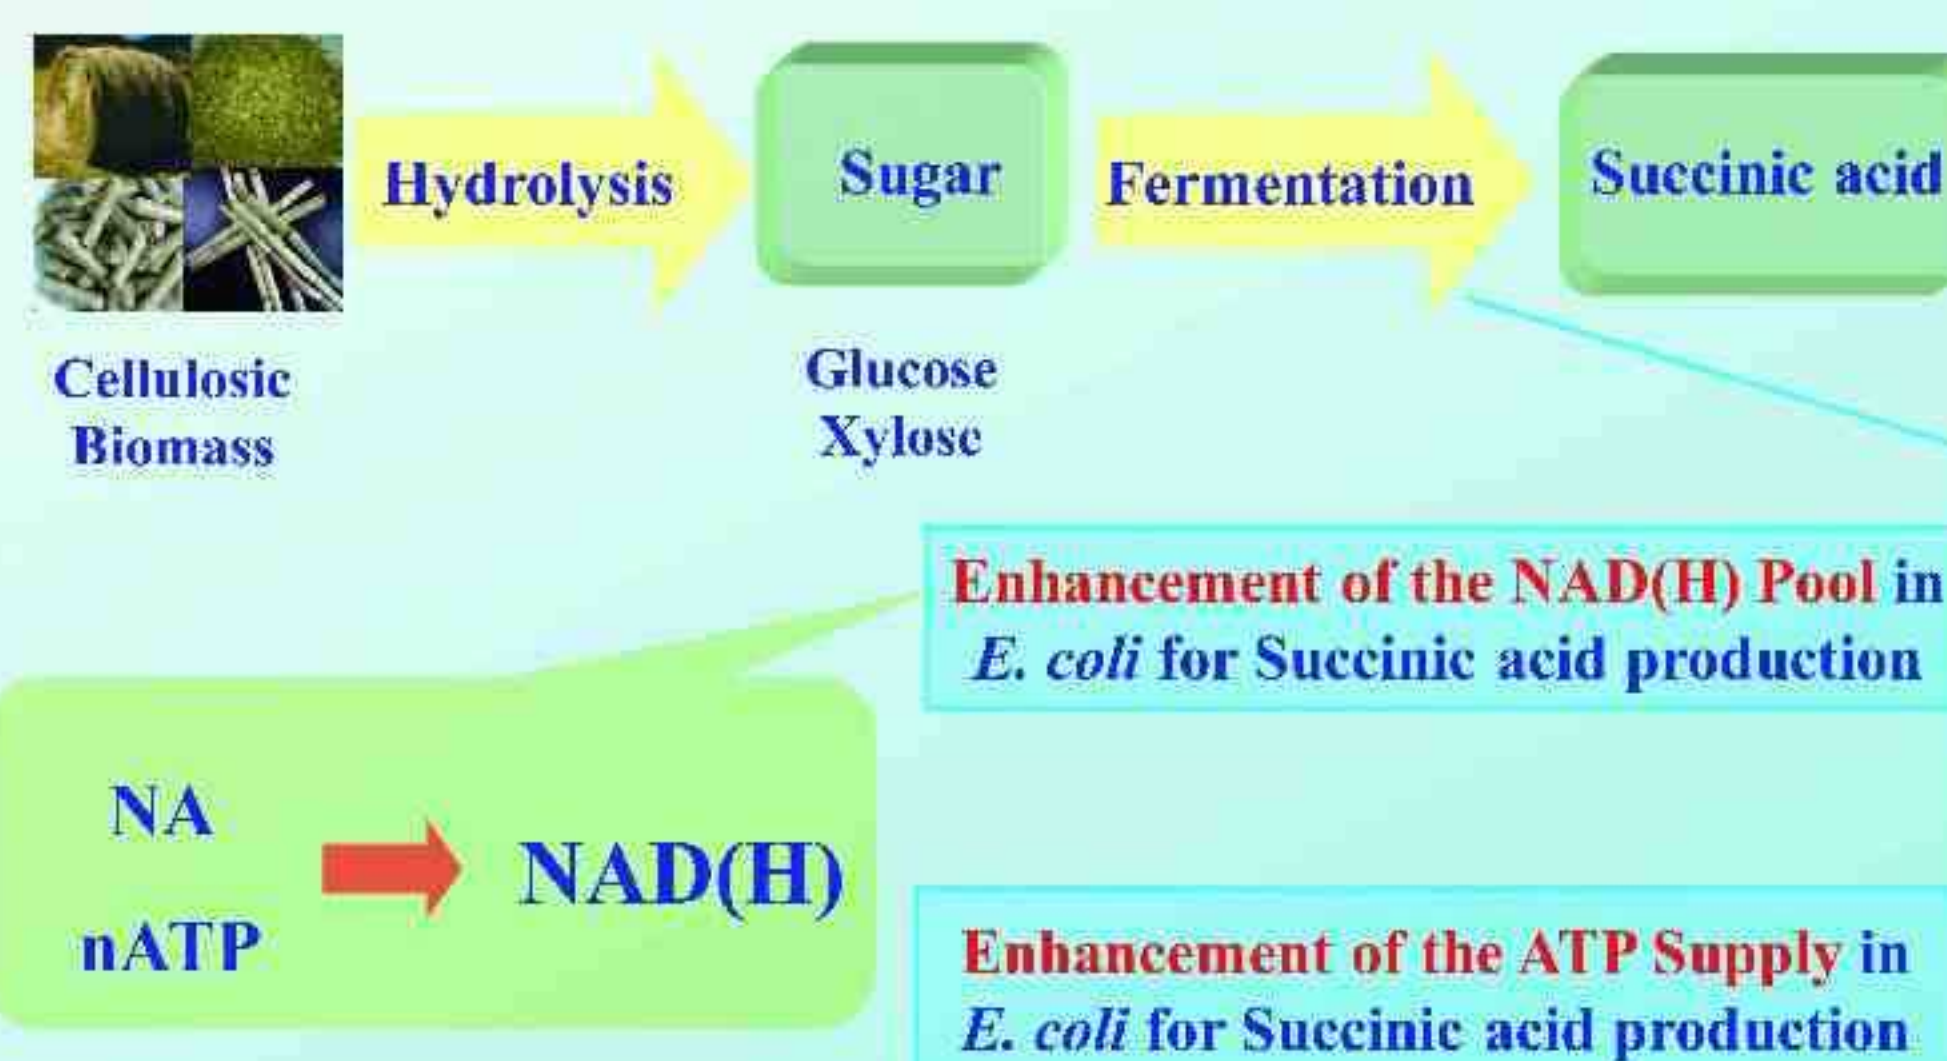 Hydrolysis
Sugar
Fermentation
Succinic acid
Cellulosic
Biomass
Glucose
Xylose
Enhancement of the NAD(H) Pool in
E. coli for Succinic acid production
NA
nATP
NAD(H)
Enhancement of the ATP Supply in
E. coli for Succinic acid production